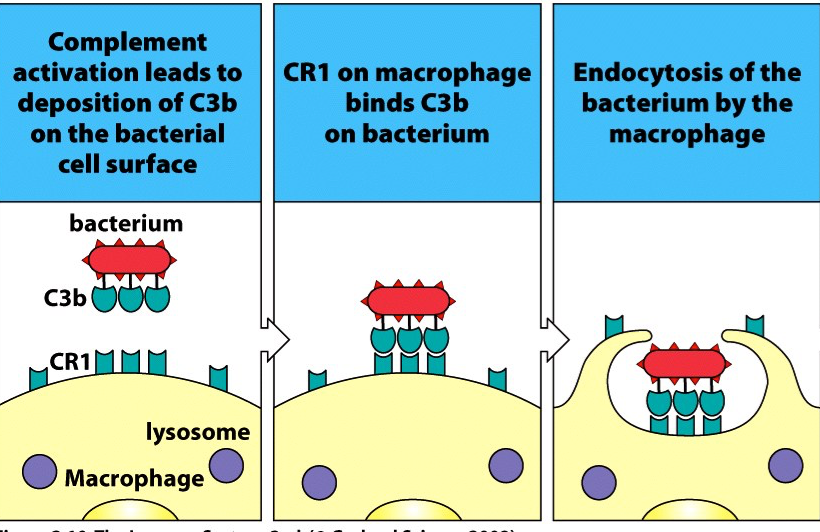 Complement
activation leads to
deposition of C3b
on the bacterial
cell surface
CR1 on macrophage
binds C3b
on bacterium
Endocytosis of the
bacterium by the
macrophage
bacterium
C3b
CR1
lysosome
Macrophage